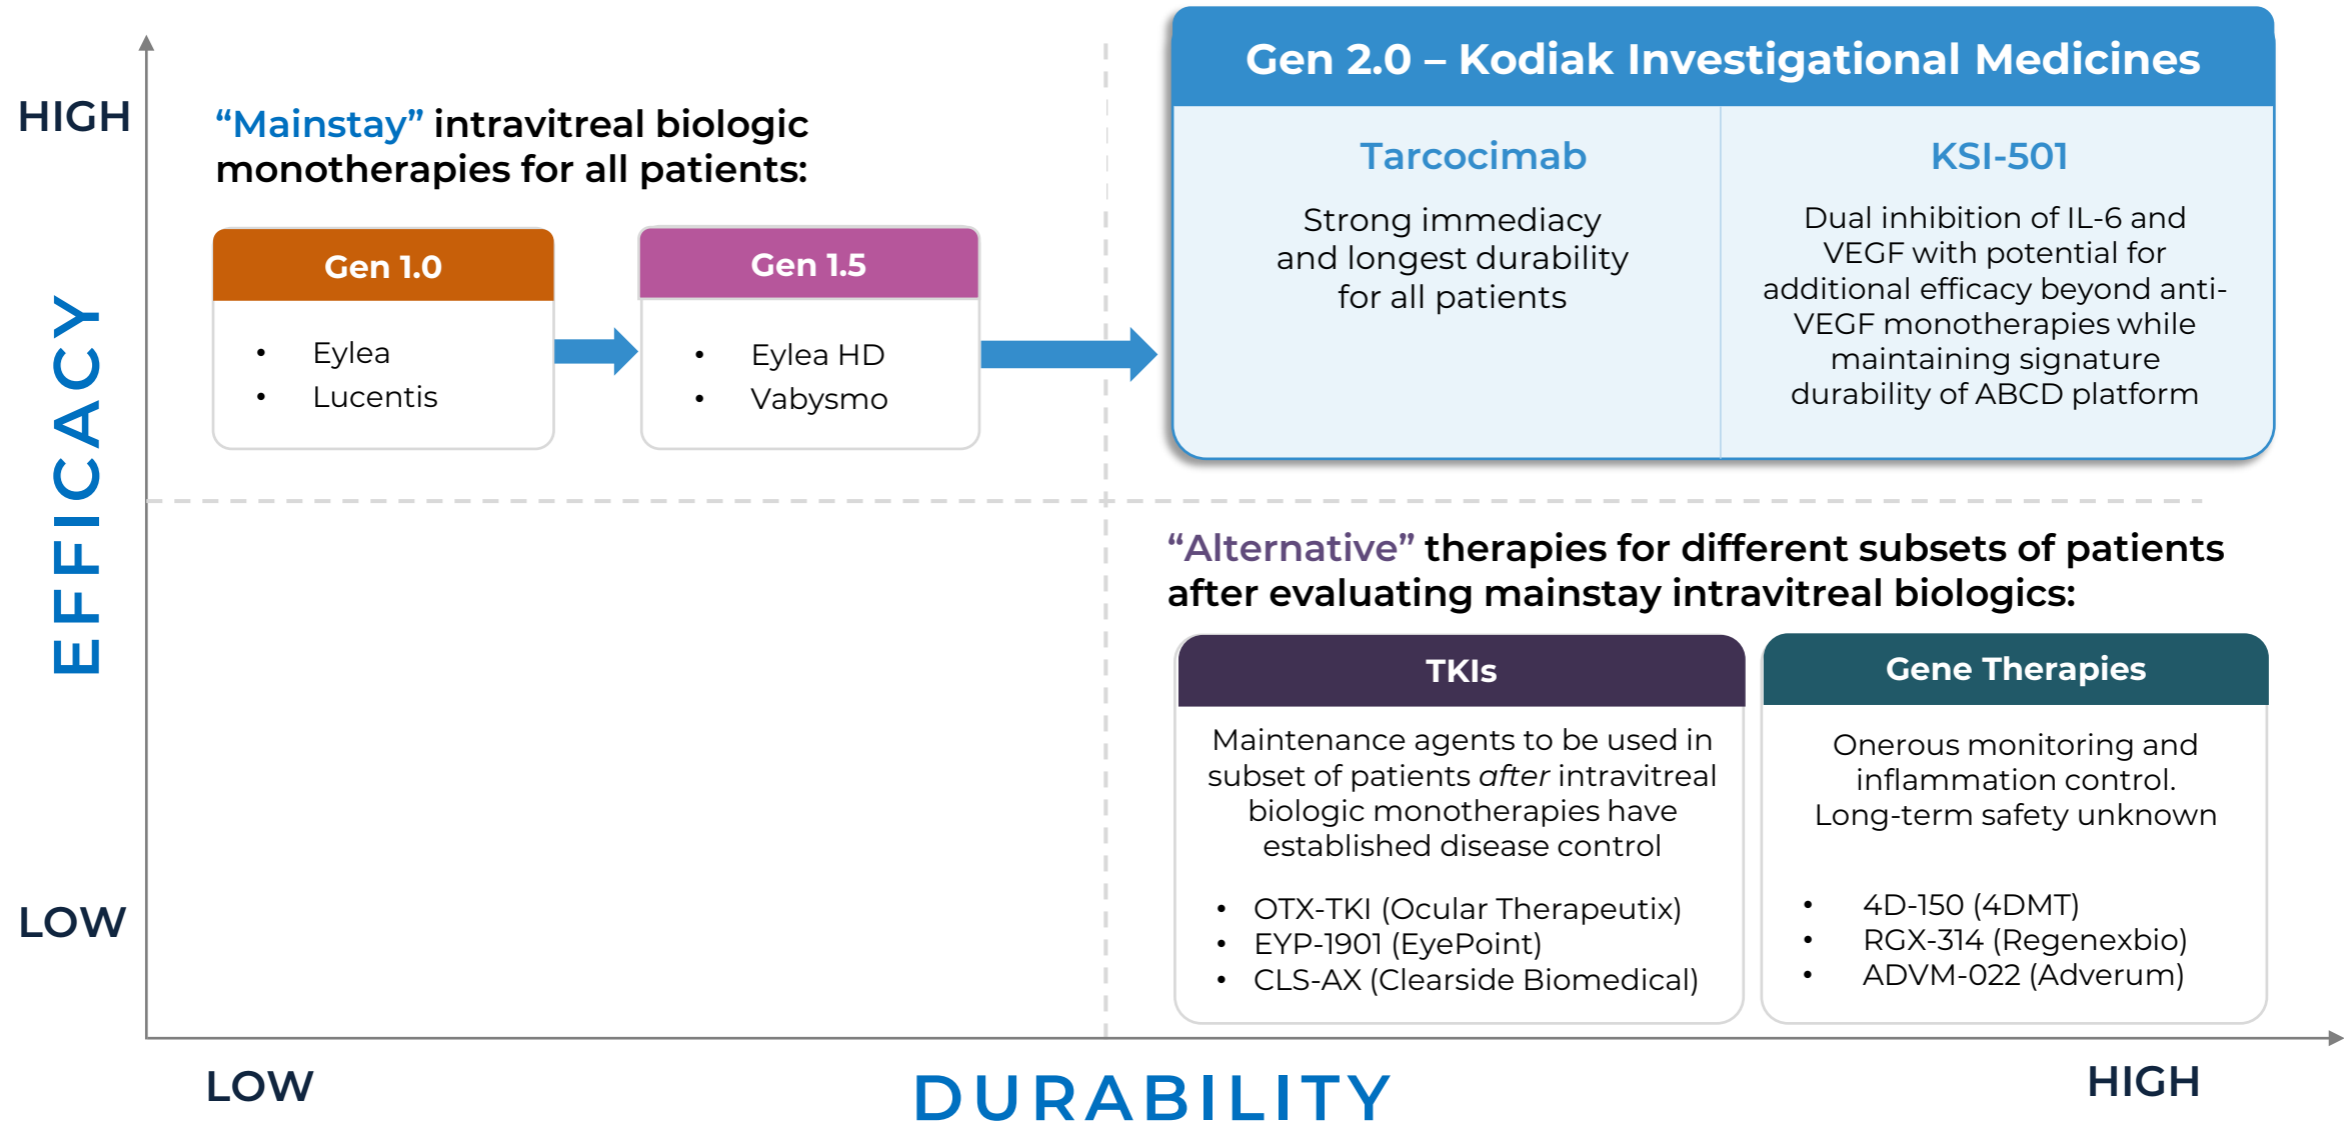 HIGH
EFFICACY
LOW
“Mainstay” intravitreal biologic
monotherapies for all patients:
Gen 1.0
• Eylea
• Lucentis
Gen 1.5
• Eylea HD
• Vabysmo
Gen 2.0 – Kodiak Investigational Medicines
Tarcocimab
Strong immediacy
and longest durability
for all patients
KSI-501
Dual inhibition of IL-6 and
VEGF with potential for
additional efficacy beyond anti-
VEGF monotherapies while
maintaining signature
durability of ABCD platform
“Alternative” therapies for different subsets of patients
after evaluating mainstay intravitreal biologics:
TKIs
Maintenance agents to be used in
subset of patients after intravitreal
biologic monotherapies have
established disease control
• OTX-TKI (Ocular Therapeutix)
• EYP-1901 (EyePoint)
• CLS-AX (Clearside Biomedical)
Gene Therapies
Onerous monitoring and
inflammation control.
Long-term safety unknown
• 4D-150 (4DMT)
• RGX-314 (Regenexbio)
• ADVM-022 (Adverum)
LOW
DURABILITY
HIGH